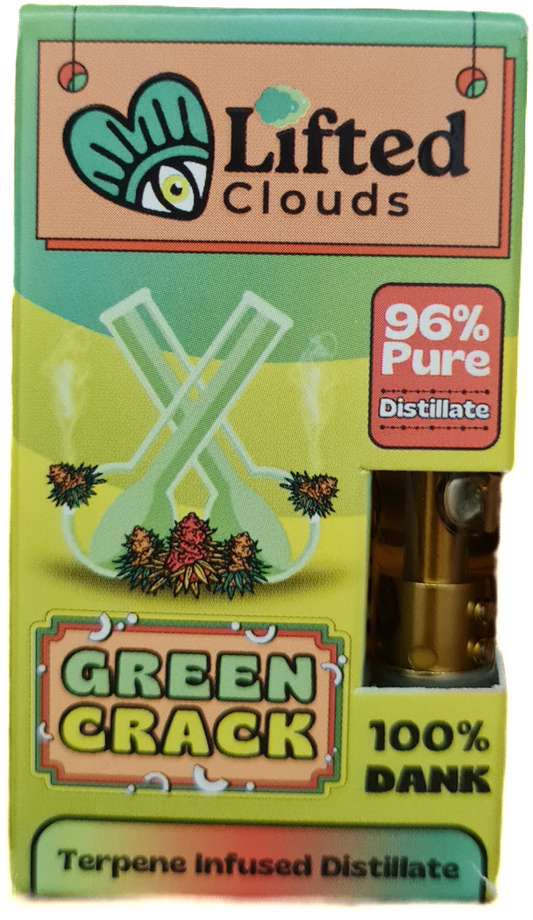 Lifted
Clouds
96%
Pure
Distillate
GREEN
CRACK
100%
DANK
Terpene Infused Distillate